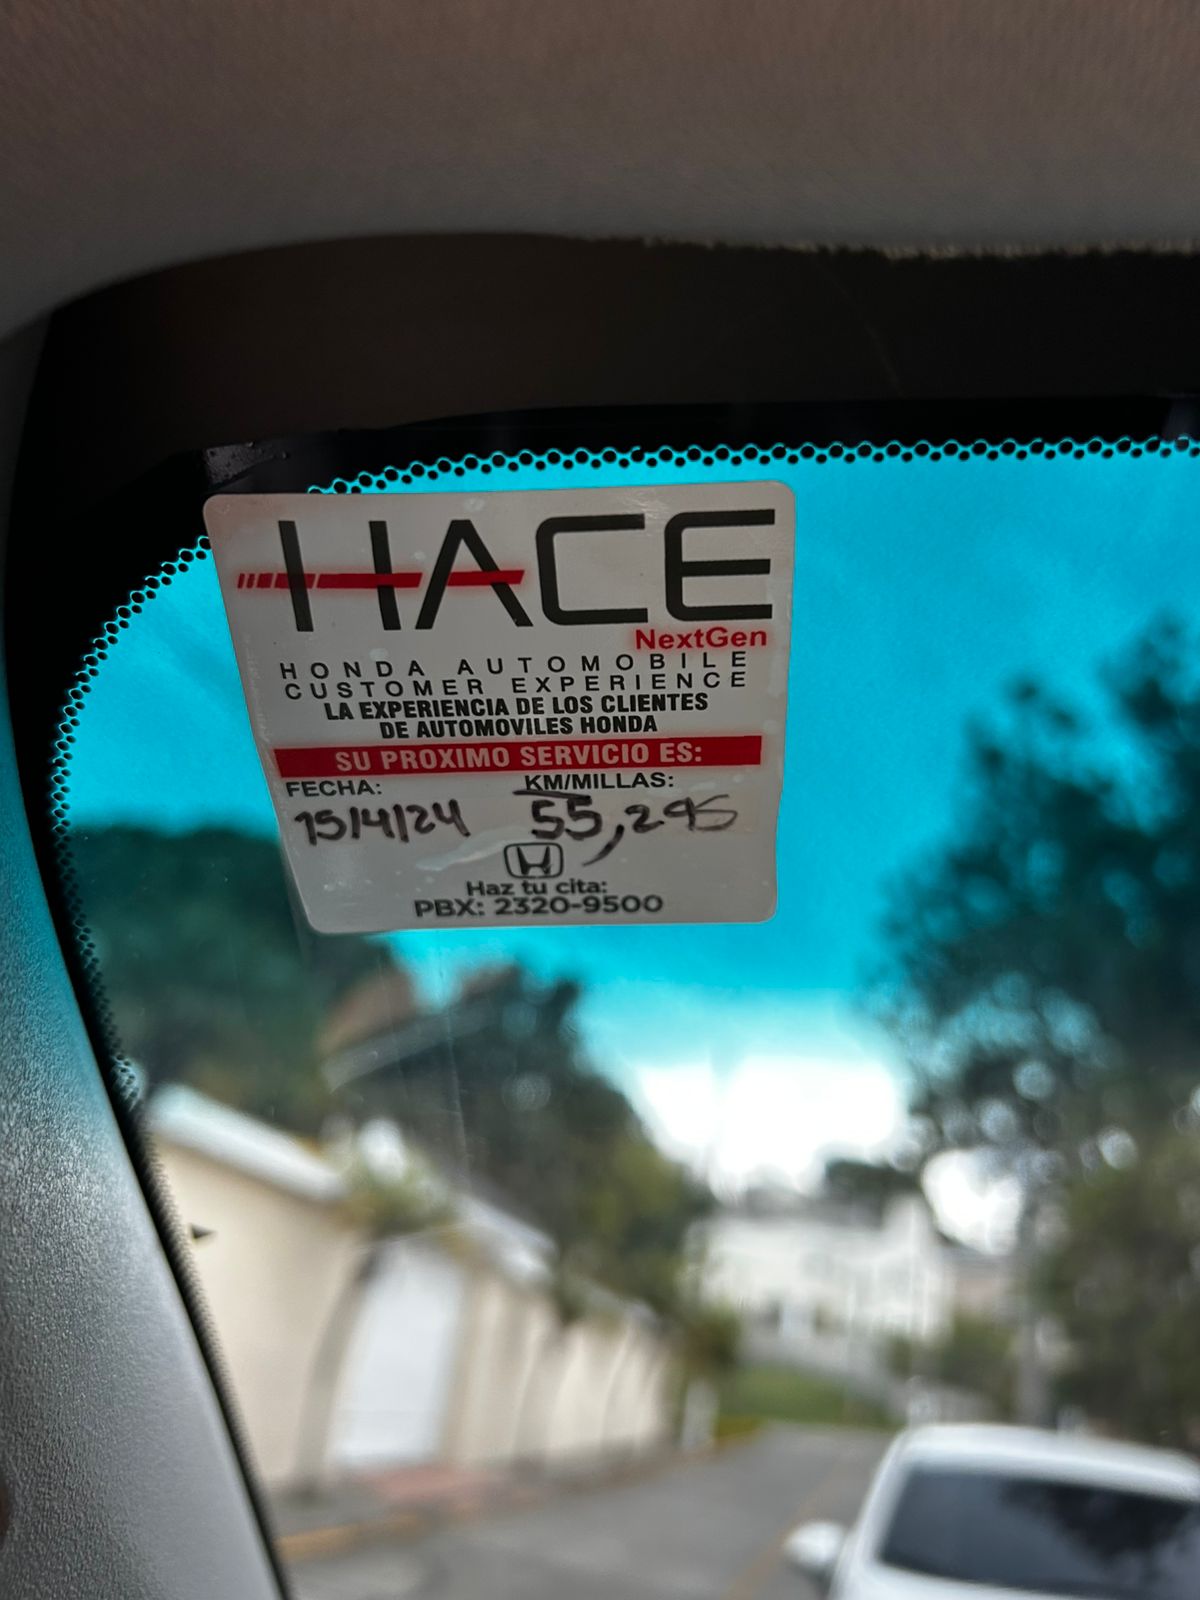 HACE
NextGen
HONDA AUTOMOBILE
CUSTOMER EXPERIENCE
LA EXPERIENCIA DE LOS CLIENTES
DE AUTOMOVILES HONDA
SU PROXIMO SERVICIO ES:
FECHA: KM/MILLAS:
15/4/24 55,295
Haz tu cita:
PBX: 2320-9500